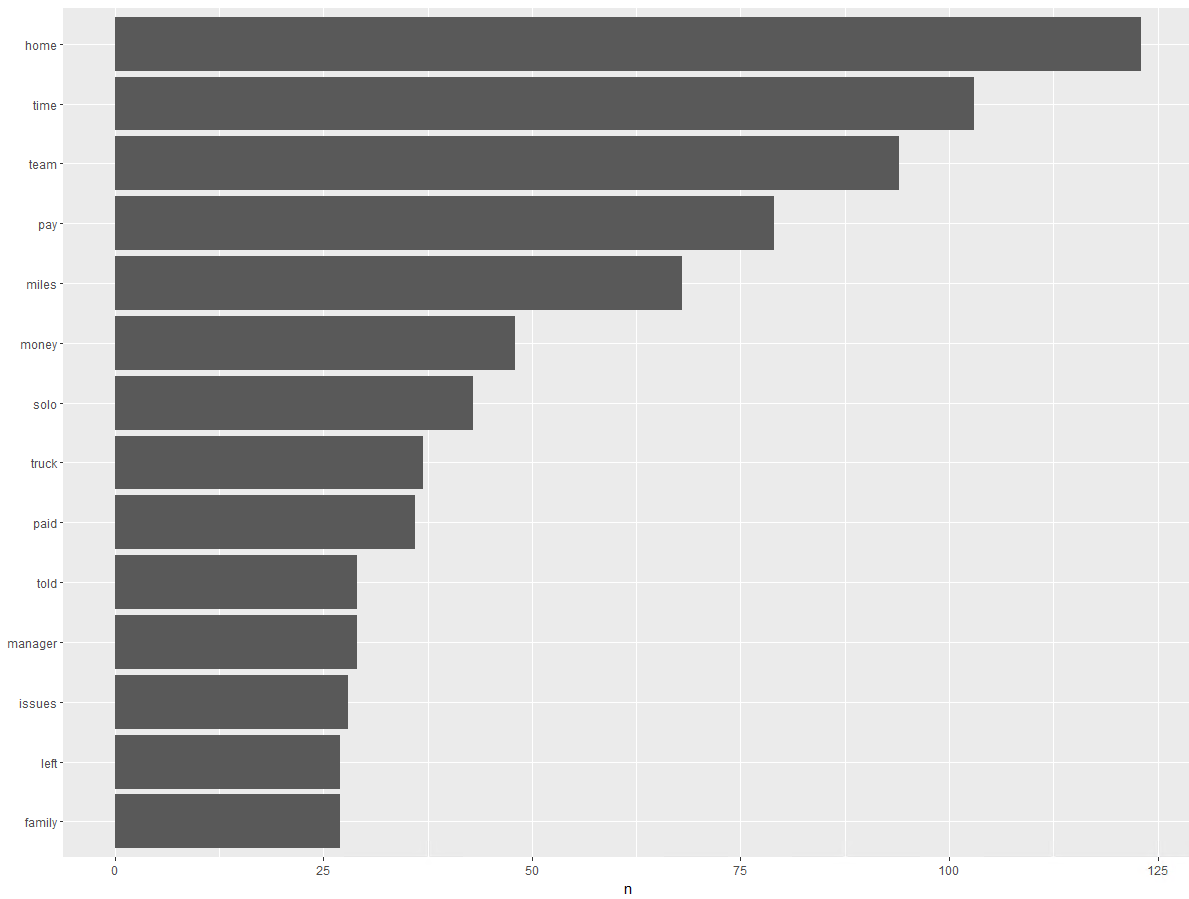 home
time
team
pay
miles
money
solo
truck
paid
told
manager
issues
left
family
0 25 50 75 100 125
n